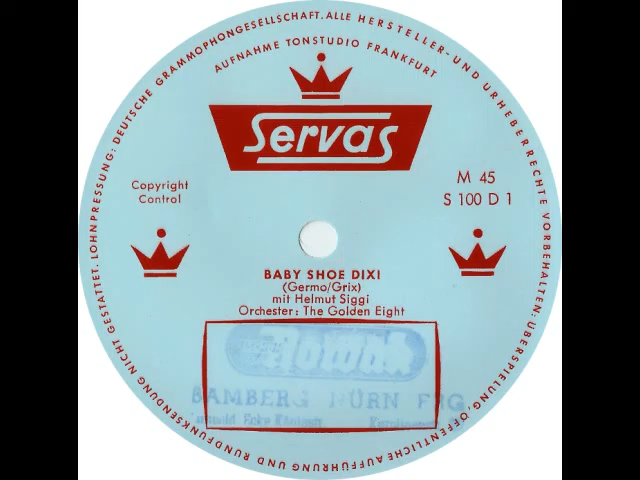 LOHNPRESSUNG: DEUTSCHE GRAMMOPHONGESELLSCHAFT. ALLE HERSTELLER- UND URHEBERRECHTE VORBEHALTEN: ÜBERSPIELUNG, ÖFFENTLICHE AUFFÜHRUNG UND RUNDFUNKSENDUNG NICHT GESTATTET.
AUFNAHME TONSTUDIO FRANKFURT
Servas
Copyright
Control
M 45
S 100 D 1
BABY SHOE DIXI
(Germo/Grix)
mit Helmut Siggi
Orchester: The Golden Eight
BAMBERG